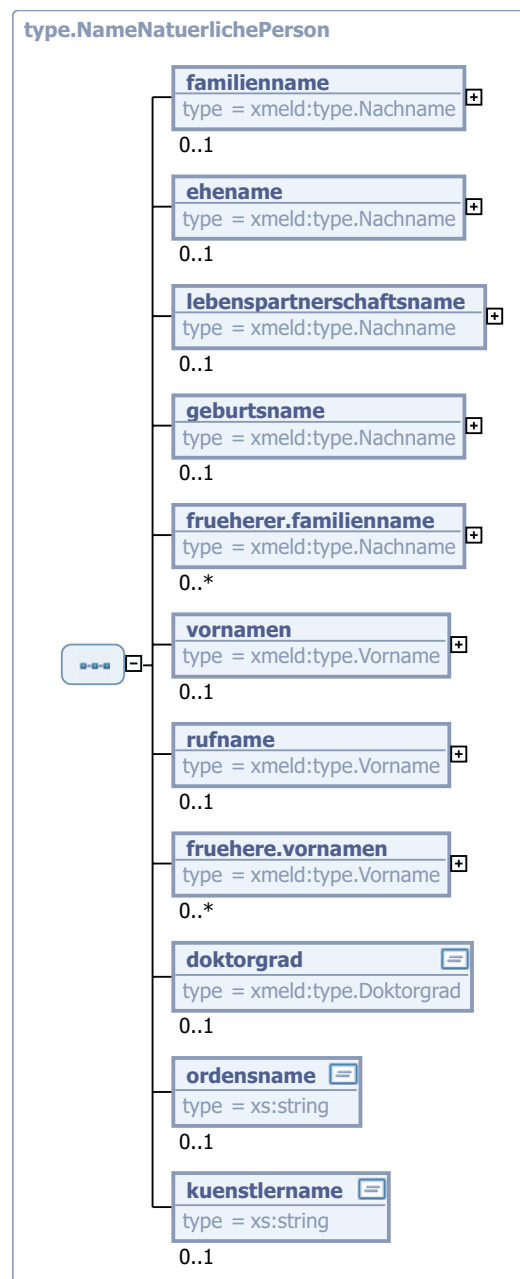 type.NameNatuerlichePerson
familienname
type = xmeld:type.Nachname
0..1
ehename
type = xmeld:type.Nachname
0..1
lebenspartnerschaftsname
type = xmeld:type.Nachname
0..1
geburtsname
type = xmeld:type.Nachname
0..1
frueherer.familienname
type = xmeld:type.Nachname
0..*
vornamen
type = xmeld:type.Vorname
0..1
rufname
type = xmeld:type.Vorname
0..1
fruehere.vornamen
type = xmeld:type.Vorname
0..*
doktorgrad
type = xmeld:type.Doktorgrad
0..1
ordensname
type = xs:string
0..1
kuenstlername
type = xs:string
0..1